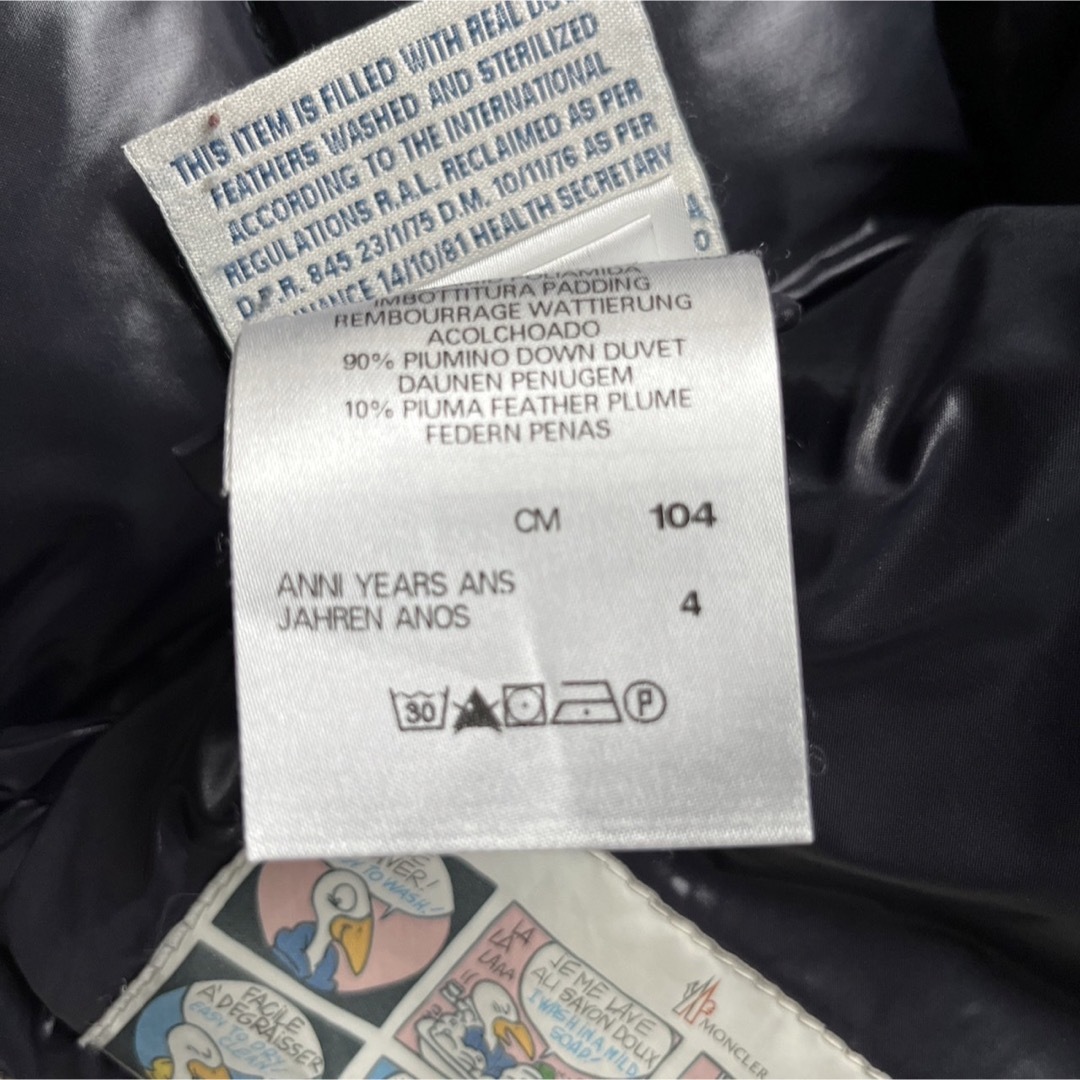 THIS ITEM IS FILLED WITH REAL
FEATHERS WASHED AND STERILIZED
ACCORDING TO THE INTERNATIONAL
REGULATIONS R.A.L. RECLAIMED AS PER
D.P.R. 845 23/1/75 D.M. 10/11/76 AS PER
14/10/81 HEALTH SECRETARY
IMBOTTITURA PADDING
REMBOURRAGE WATTIERUNG
ACOLCHOADO
90% PIUMINO DOWN DUVET
DAUNEN PENUGEM
10% PIUMA FEATHER PLUME
FEDERN PENAS
CM 104
ANNI YEARS ANS
JAHREN ANOS
4
30
P
TO WASH!
LA
LA
LAAA
JE ME LAVE
AU SAVON DOUX
I WASH IN A MILD
SOAP!
FACILE
A' DEGRAISSER
EASY TO DRY
CLEAN!
MONCLER